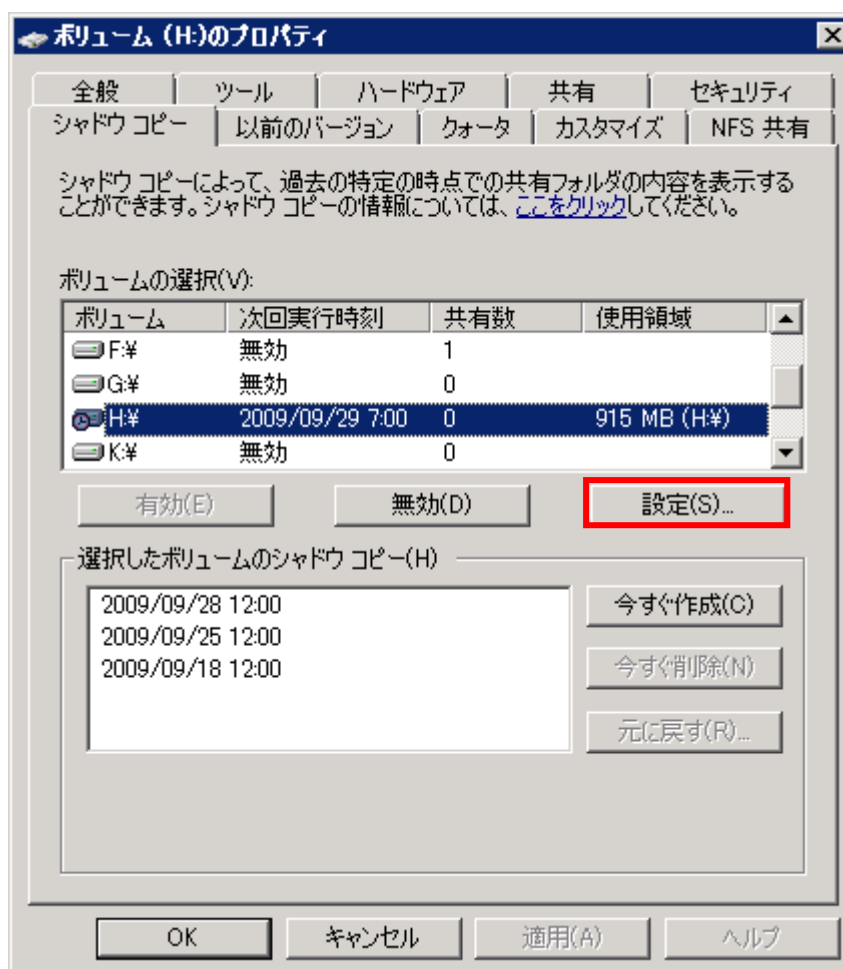 ボリューム (H:)のプロパティ
全般 ツール ハードウェア 共有 セキュリティ
シャドウ コピー 以前のバージョン クォータ カスタマイズ NFS 共有
シャドウ コピーによって、過去の特定の時点での共有フォルダの内容を表示する
ことができます。シャドウ コピーの情報については、ここをクリックしてください。
ボリュームの選択(V):
ボリューム 次回実行時刻 共有数 使用領域
F:¥ 無効 1
G:¥ 無効 0
H:¥ 2009/09/29 7:00 0 915 MB (H:¥)
K:¥ 無効 0
有効(E) 無効(D) 設定(S)...
選択したボリュームのシャドウ コピー(H)
2009/09/28 12:00
2009/09/25 12:00
2009/09/18 12:00
今すぐ作成(C)
今すぐ削除(N)
元に戻す(R)...
OK キャンセル 適用(A) ヘルプ